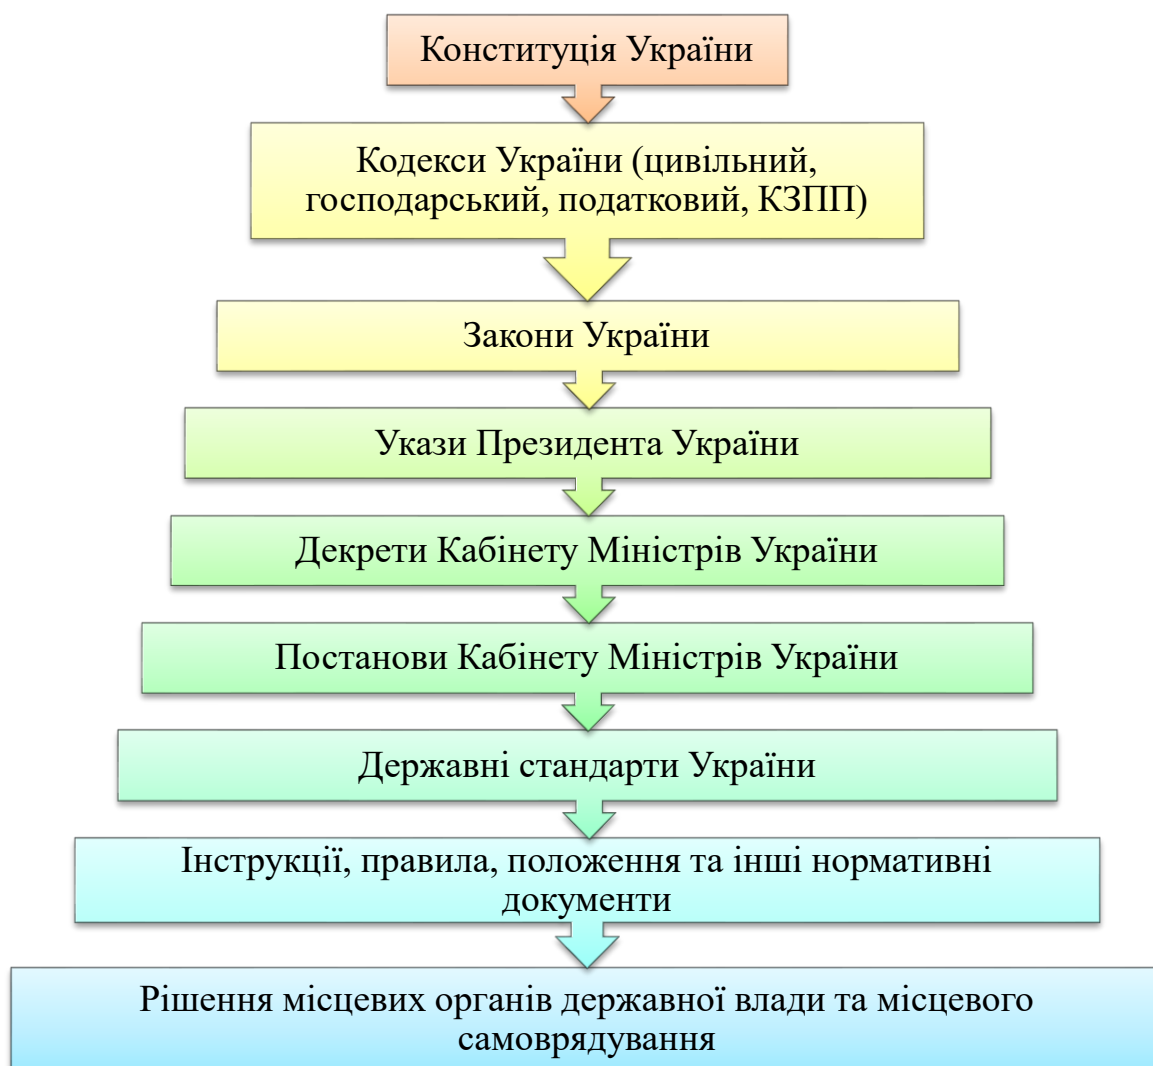 Конституція України
Кодекси України (цивільний,
господарський, податковий, КЗПП)
Закони України
Укази Президента України
Декрети Кабінету Міністрів України
Постанови Кабінету Міністрів України
Державні стандарти України
Інструкції, правила, положення та інші нормативні
документи
Рішення місцевих органів державної влади та місцевого
самоврядування